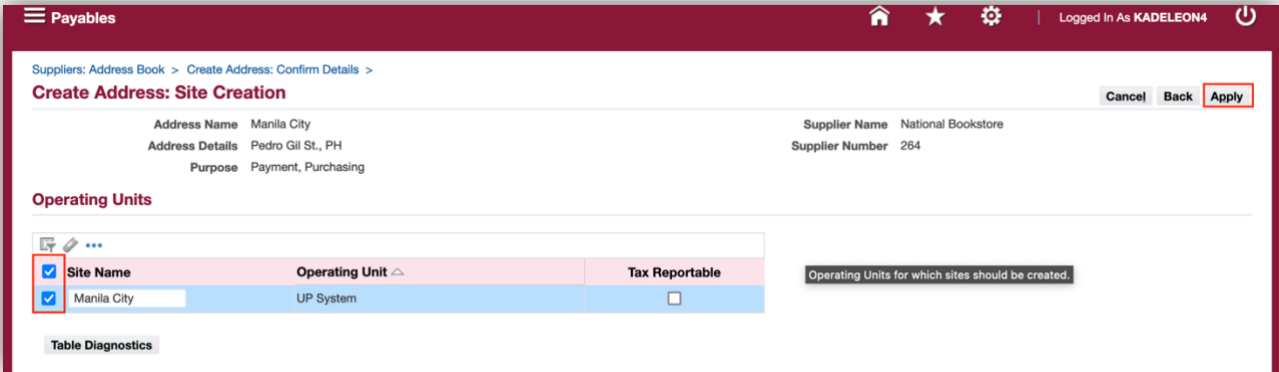 Payables
Logged In As KADELEON4
Suppliers: Address Book > Create Address: Confirm Details >
Create Address: Site Creation
Cancel Back Apply
Address Name Manila City
Supplier Name National Bookstore
Address Details Pedro Gil St., PH
Supplier Number 264
Purpose Payment, Purchasing
Operating Units
Site Name Operating Unit Tax Reportable
Manila City UP System
Operating Units for which sites should be created.
Table Diagnostics